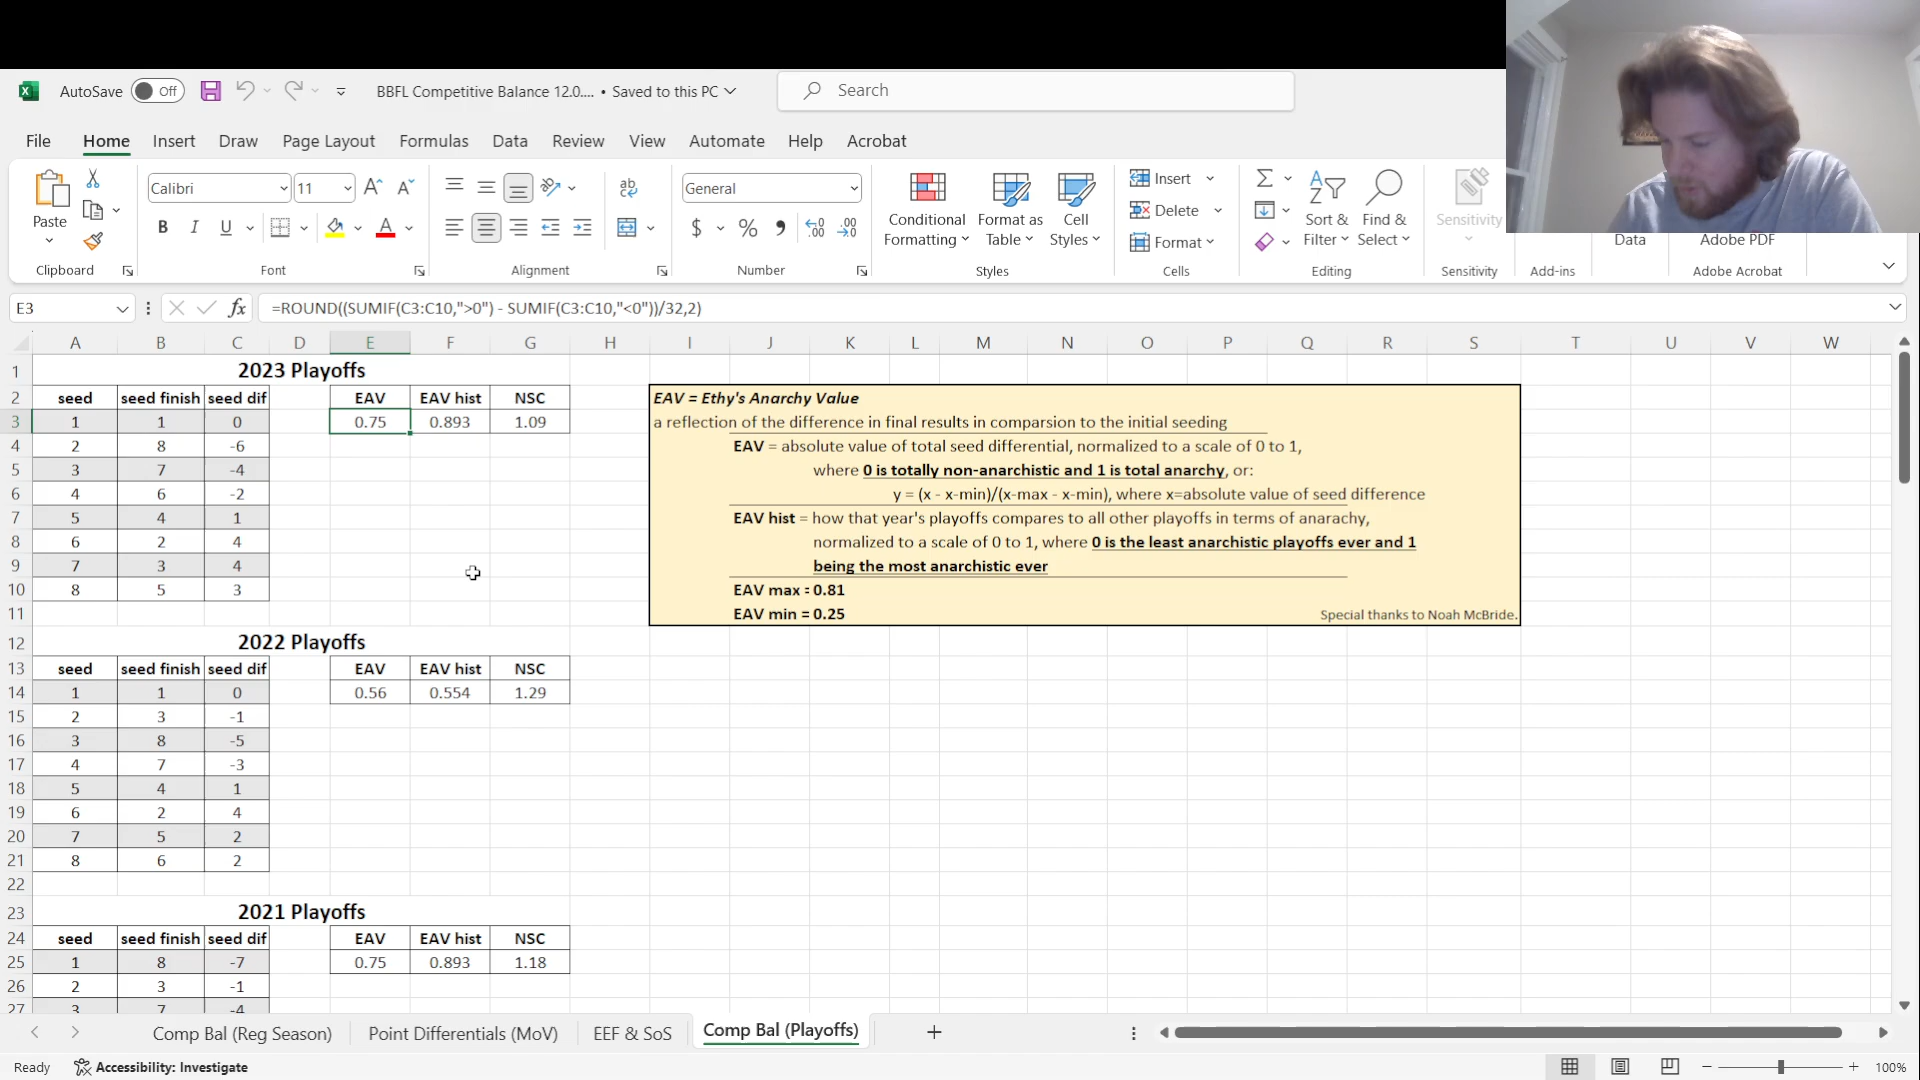 AutoSave Off BBFL Competitive Balance 12.0.... • Saved to this PC Search
File Home Insert Draw Page Layout Formulas Data Review View Automate Help Acrobat
Paste Calibri 11 General Conditional Formatting Format as Table Cell Styles Insert Delete Format Sort & Filter Find & Select Sensitivity Data Adobe PDF
Clipboard Font Alignment Number Styles Cells Editing Sensitivity Add-ins Adobe Acrobat
E3 fx =ROUND((SUMIF(C3:C10,">0") - SUMIF(C3:C10,"<0"))/32,2)
A B C D E F G H I J K L M N O P Q R S T U V W
1 2023 Playoffs
2 seed seed finish seed dif EAV EAV hist NSC EAV = Ethy's Anarchy Value
3 1 1 0 0.75 0.893 1.09 a reflection of the difference in final results in comparsion to the initial seeding
4 2 8 -6 EAV = absolute value of total seed differential, normalized to a scale of 0 to 1,
5 3 7 -4 where 0 is totally non-anarchistic and 1 is total anarchy, or:
6 4 6 -2 y = (x - x-min)/(x-max - x-min), where x=absolute value of seed difference
7 5 4 1 EAV hist = how that year's playoffs compares to all other playoffs in terms of anarachy,
8 6 2 4 normalized to a scale of 0 to 1, where 0 is the least anarchistic playoffs ever and 1
9 7 3 4 being the most anarchistic ever
10 8 5 3 EAV max = 0.81
11 EAV min = 0.25 Special thanks to Noah McBride.
12 2022 Playoffs
13 seed seed finish seed dif EAV EAV hist NSC
14 1 1 0 0.56 0.554 1.29
15 2 3 -1
16 3 8 -5
17 4 7 -3
18 5 4 1
19 6 2 4
20 7 5 2
21 8 6 2
22
23 2021 Playoffs
24 seed seed finish seed dif EAV EAV hist NSC
25 1 8 -7 0.75 0.893 1.18
26 2 3 -1
27 3 7 -4
Comp Bal (Reg Season) Point Differentials (MoV) EEF & SoS Comp Bal (Playoffs)
Ready Accessibility: Investigate 100%